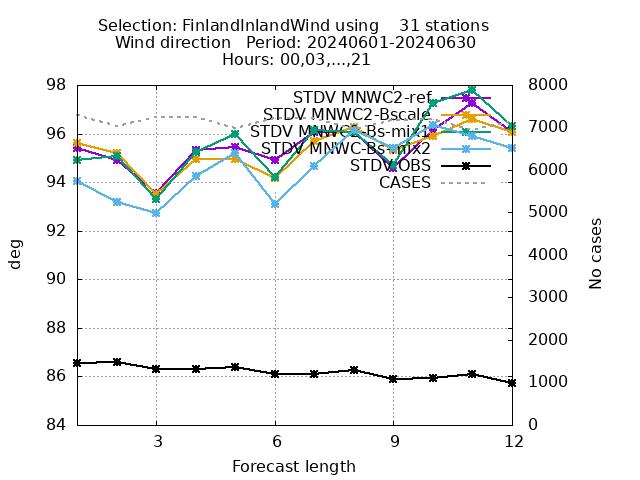 Selection: FinlandInlandWind using    31 stations
Wind direction   Period: 20240601-20240630
Hours: 00,03,...,21
98
96
94
92
90
88
86
84
8000
7000
6000
5000
4000
3000
2000
1000
0
STDV MNWC2-ref
STDV MNWC2-Bscale
STDV MNWC2-Bs-mix1
STDV MNWC-Bs-mix2
STDV OBS
CASES
deg
No cases
3
6
9
12
Forecast length